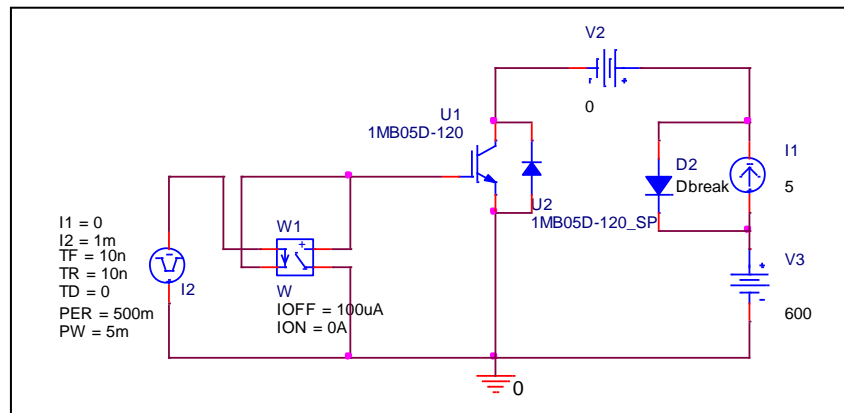 V2
0
U1
1MB05D-120
U2
1MB05D-120_SP
D2
Dbreak
I1
5
V3
600
W1
W
IOFF = 100uA
ION = 0A
I1 = 0
I2 = 1m
TF = 10n
TR = 10n
TD = 0
PER = 500m
PW = 5m
I2
0